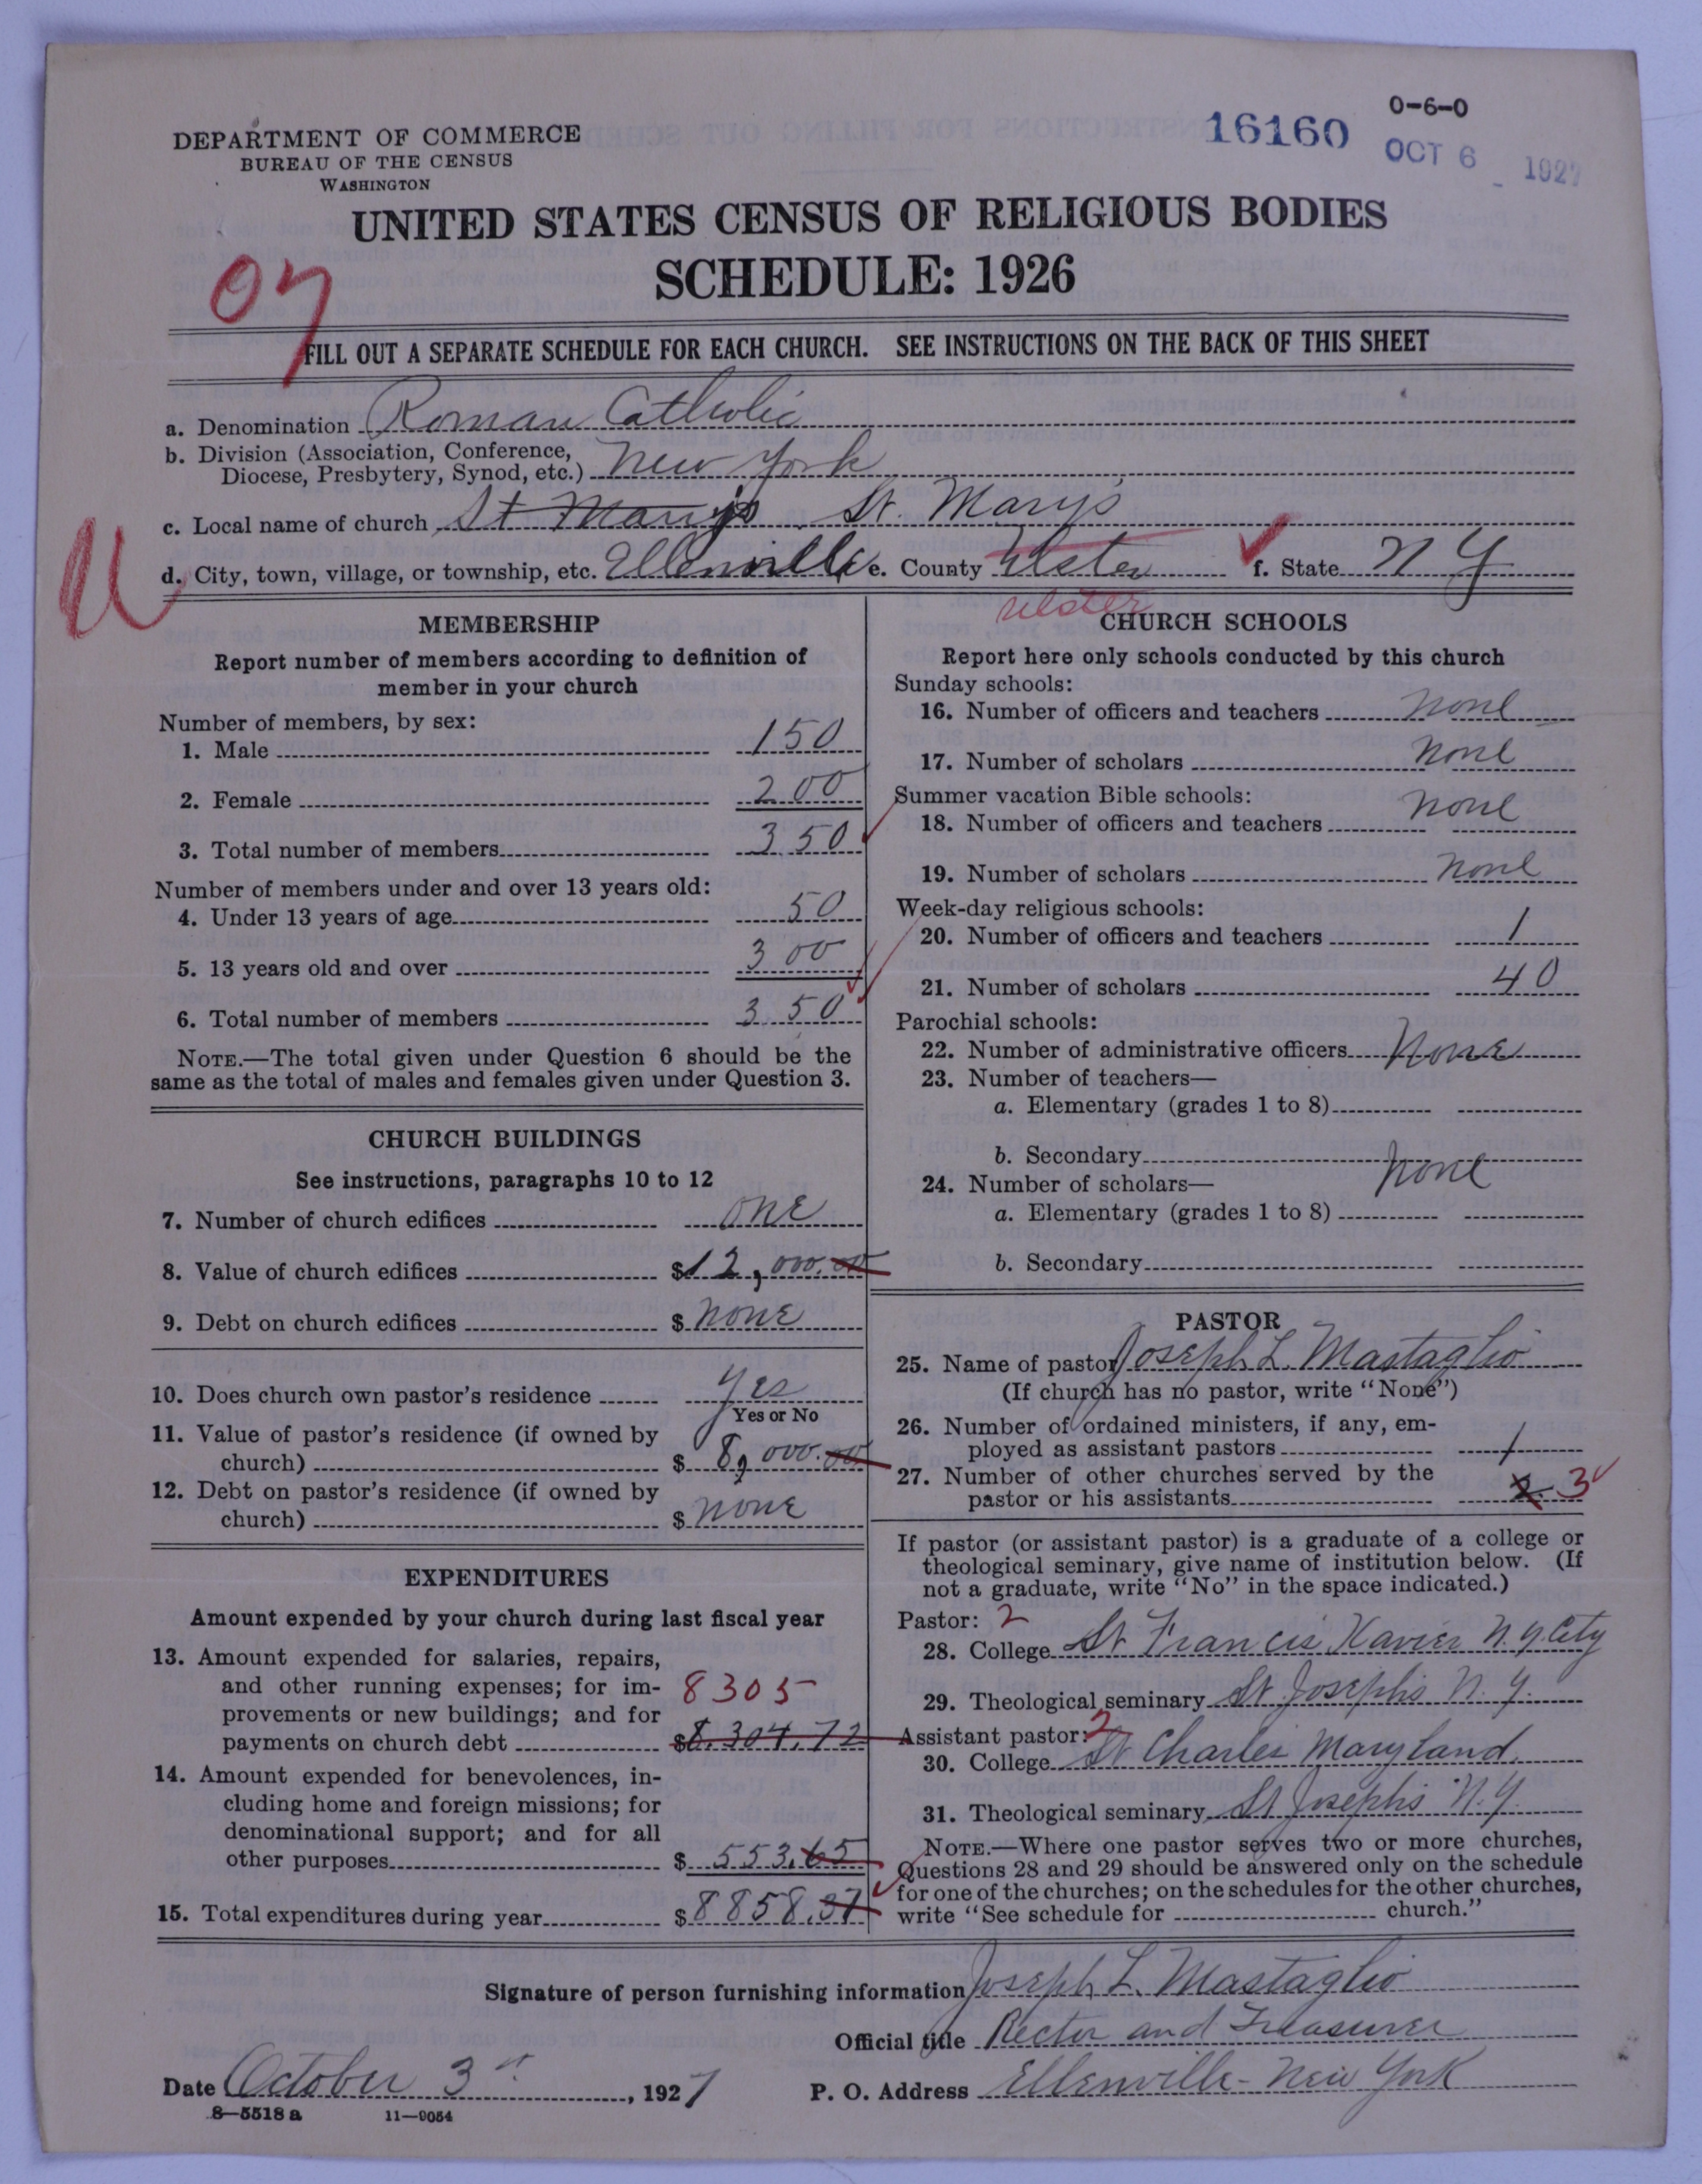 0-6-0
16160 OCT 6 1927
DEPARTMENT OF COMMERCE
BUREAU OF THE CENSUS
WASHINGTON
UNITED STATES CENSUS OF RELIGIOUS BODIES
SCHEDULE: 1926
07
FILL OUT A SEPARATE SCHEDULE FOR EACH CHURCH. SEE INSTRUCTIONS ON THE BACK OF THIS SHEET
a. Denomination Roman Catholic
b. Division (Association, Conference,
Diocese, Presbytery, Synod, etc.) New York
c. Local name of church St Mary's St. Mary's
U
d. City, town, village, or township, etc. Ellenville e. County Ulster f. State N Y
Ulster
MEMBERSHIP
Report number of members according to definition of
member in your church
Number of members, by sex:
1. Male 150
2. Female 200
3. Total number of members 350
Number of members under and over 13 years old:
4. Under 13 years of age 50
5. 13 years old and over 300
6. Total number of members 350
NOTE.—The total given under Question 6 should be the
same as the total of males and females given under Question 3.
CHURCH BUILDINGS
See instructions, paragraphs 10 to 12
7. Number of church edifices one
8. Value of church edifices $12,000.00
9. Debt on church edifices $ none
10. Does church own pastor's residence Yes
Yes or No
11. Value of pastor's residence (if owned by
church) $ 8,000.00
12. Debt on pastor's residence (if owned by
church) $ none
EXPENDITURES
Amount expended by your church during last fiscal year
13. Amount expended for salaries, repairs,
and other running expenses; for im- 8305
provements or new buildings; and for
payments on church debt $8.304.72
14. Amount expended for benevolences, in-
cluding home and foreign missions; for
denominational support; and for all
other purposes $ 553.65
15. Total expenditures during year $8858.37
CHURCH SCHOOLS
Report here only schools conducted by this church
Sunday schools:
16. Number of officers and teachers none
17. Number of scholars none
Summer vacation Bible schools:
18. Number of officers and teachers none
19. Number of scholars none
Week-day religious schools:
20. Number of officers and teachers 1
21. Number of scholars 40
Parochial schools:
22. Number of administrative officers None
23. Number of teachers—
a. Elementary (grades 1 to 8)
b. Secondary
24. Number of scholars— none
a. Elementary (grades 1 to 8)
b. Secondary
PASTOR
25. Name of pastor Joseph L. Mastaglio
(If church has no pastor, write "None")
26. Number of ordained ministers, if any, em-
ployed as assistant pastors 1
27. Number of other churches served by the
pastor or his assistants 2 3
If pastor (or assistant pastor) is a graduate of a college or
theological seminary, give name of institution below. (If
not a graduate, write "No" in the space indicated.)
Pastor: 2
28. College St Francis Xavier N.Y. City
29. Theological seminary St Joseph's N. Y.
Assistant pastor: 2
30. College St Charles Maryland
31. Theological seminary St Joseph's N.Y.
NOTE.—Where one pastor serves two or more churches,
Questions 28 and 29 should be answered only on the schedule
for one of the churches; on the schedules for the other churches,
write "See schedule for church."
Signature of person furnishing information Joseph L. Mastaglio
Official title Rector and Treasurer
Date October 3rd, 1927 P. O. Address Ellenville - New York
8—5518 a 11—9054